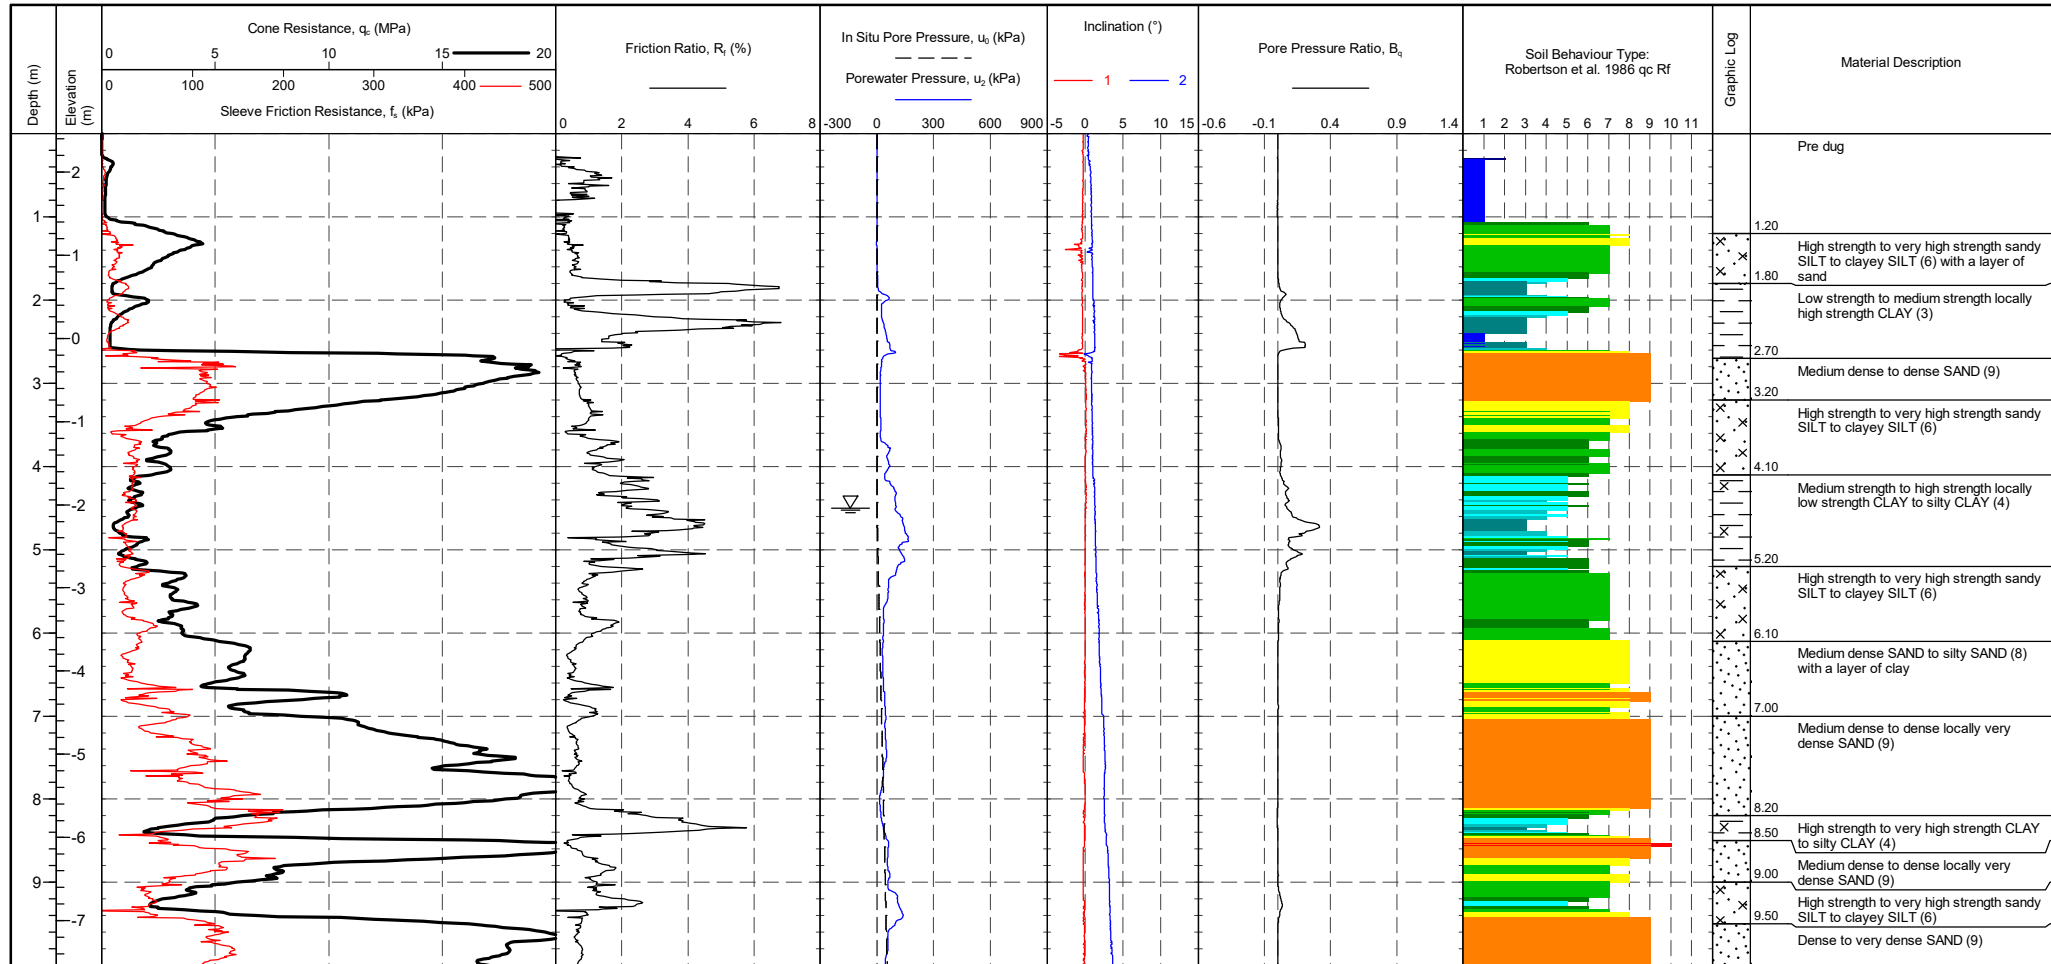 Depth (m)
Elevation (m)
Cone Resistance, qc (MPa)
0 5 10 15 20
0 100 200 300 400 500
Sleeve Friction Resistance, fs (kPa)
Friction Ratio, Rf (%)
0 2 4 6 8
In Situ Pore Pressure, u0 (kPa)
Porewater Pressure, u2 (kPa)
-300 0 300 600 900
Inclination (°)
1 2
-5 0 5 10 15
Pore Pressure Ratio, Bq
-0.6 -0.1 0.4 0.9 1.4
Soil Behaviour Type:
Robertson et al. 1986 qc Rf
1 2 3 4 5 6 7 8 9 10 11
Graphic Log
Material Description
1
2
3
4
5
6
7
8
9
2
1
0
-1
-2
-3
-4
-5
-6
-7
Pre dug
1.20
High strength to very high strength sandy
SILT to clayey SILT (6) with a layer of
sand
1.80
Low strength to medium strength locally
high strength CLAY (3)
2.70
Medium dense to dense SAND (9)
3.20
High strength to very high strength sandy
SILT to clayey SILT (6)
4.10
Medium strength to high strength locally
low strength CLAY to silty CLAY (4)
5.20
High strength to very high strength sandy
SILT to clayey SILT (6)
6.10
Medium dense SAND to silty SAND (8)
with a layer of clay
7.00
Medium dense to dense locally very
dense SAND (9)
8.20
High strength to very high strength CLAY
to silty CLAY (4)
8.50
Medium dense to dense locally very
dense SAND (9)
9.00
High strength to very high strength sandy
SILT to clayey SILT (6)
9.50
Dense to very dense SAND (9)